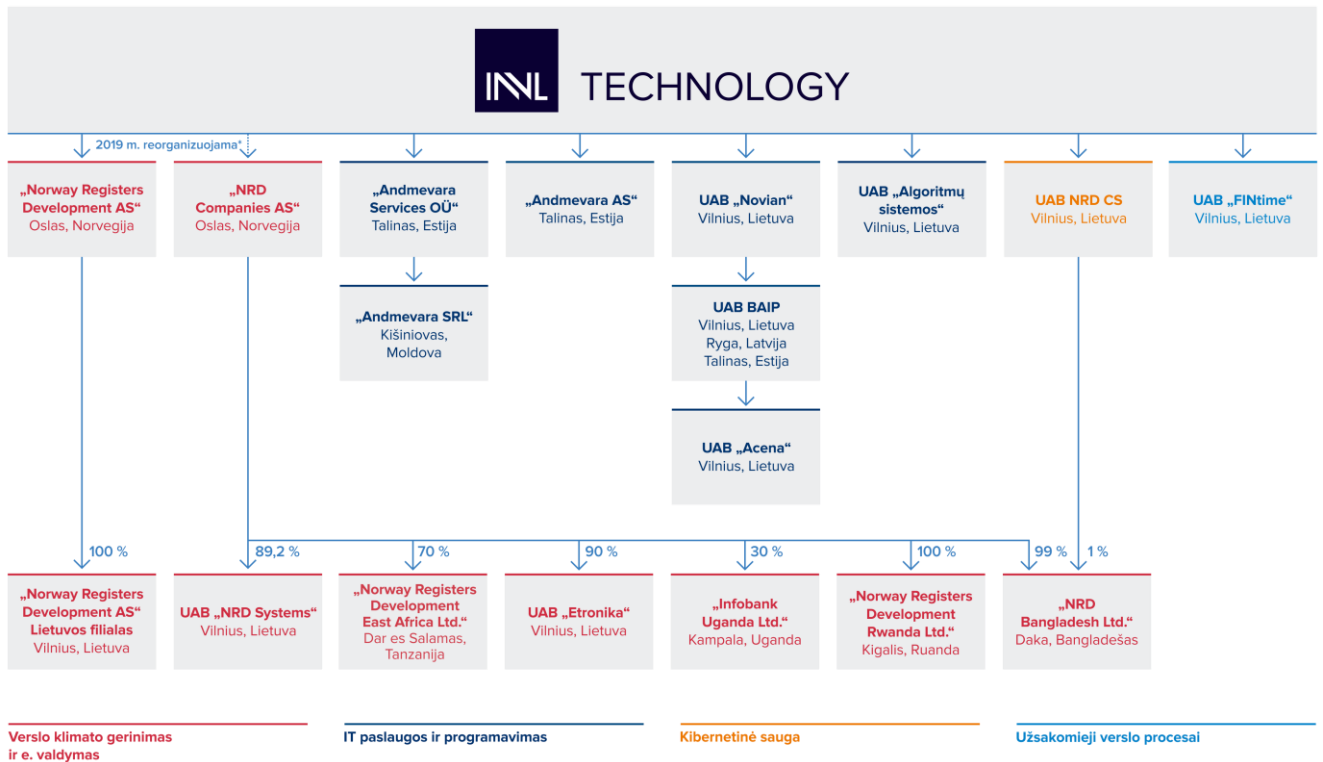 INVL TECHNOLOGY
2019 m. reorganizuojama*
„Norway Registers
Development AS“
Oslas, Norvegija
„NRD
Companies AS“
Oslas, Norvegija
„Andmevara
Services OÜ“
Talinas, Estija
„Andmevara AS“
Talinas, Estija
UAB „Novian“
Vilnius, Lietuva
UAB „Algoritmų
sistemos“
Vilnius, Lietuva
UAB NRD CS
Vilnius, Lietuva
UAB „FINtime“
Vilnius, Lietuva
„Andmevara SRL“
Kišiniovas,
Moldova
UAB BAIP
Vilnius, Lietuva
Ryga, Latvija
Talinas, Estija
UAB „Acena“
Vilnius, Lietuva
100 %
89,2 %
70 %
90 %
30 %
100 %
99 %
1 %
„Norway Registers
Development AS“
Lietuvos filialas
Vilnius, Lietuva
UAB „NRD Systems“
Vilnius, Lietuva
„Norway Registers
Development
East Africa Ltd.“
Dar es Salamas,
Tanzanija
UAB „Etronika“
Vilnius, Lietuva
„Infobank
Uganda Ltd.“
Kampala, Uganda
„Norway Registers
Development
Rwanda Ltd.“
Kigalis, Ruanda
„NRD
Bangladesh Ltd.“
Daka, Bangladešas
Verslo klimato gerinimas
ir e. valdymas
IT paslaugos ir programavimas
Kibernetinė sauga
Užsakomieji verslo procesai